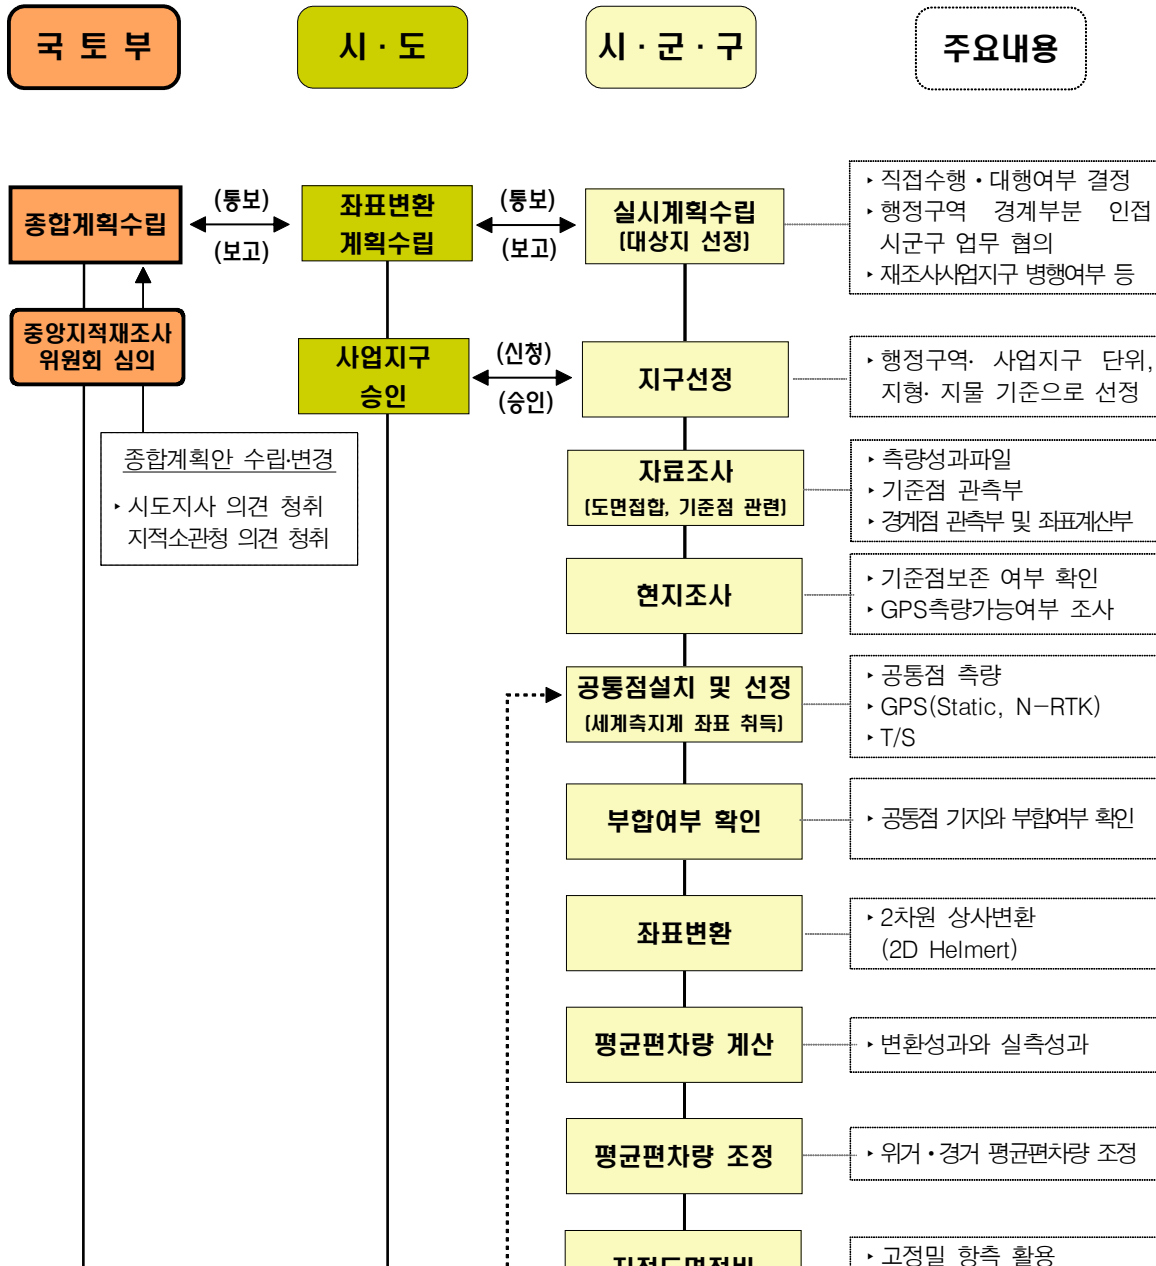 국 토 부
시 · 도
시 · 군 · 구
주요내용
종합계획수립
(통보)
(보고)
좌표변환
계획수립
(통보)
(보고)
실시계획수립
(대상지 선정)
‣ 직접수행・대행여부 결정
‣ 행정구역 경계부분 인접
시군구 업무 협의
‣ 재조사사업지구 병행여부 등
중앙지적재조사
위원회 심의
사업지구
승인
(신청)
(승인)
지구선정
‣ 행정구역· 사업지구 단위,
지형· 지물 기준으로 선정
종합계획안 수립·변경
‣ 시도지사 의견 청취
지적소관청 의견 청취
자료조사
(도면접합, 기준점 관련)
‣ 측량성과파일
‣ 기준점 관측부
‣ 경계점 관측부 및 좌표계산부
현지조사
‣ 기준점보존 여부 확인
‣ GPS측량가능여부 조사
공통점설치 및 선정
(세계측지계 좌표 취득)
‣ 공통점 측량
‣ GPS(Static, N-RTK)
‣ T/S
부합여부 확인
‣ 공통점 기지와 부합여부 확인
좌표변환
‣ 2차원 상사변환
(2D Helmert)
평균편차량 계산
‣ 변환성과와 실측성과
평균편차량 조정
‣ 위거・경거 평균편차량 조정
지적도면정비
‣ 고정밀 항측 활용